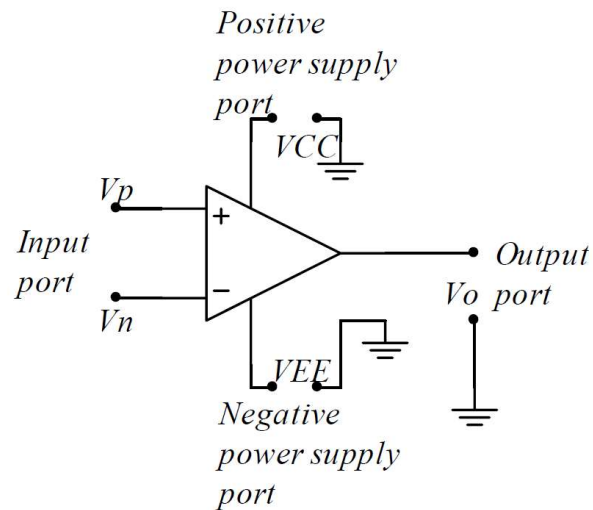 Positive
power supply
port
VCC
Vp
+
Input
port
−
Vn
Output
Vo port
VEE
Negative
power supply
port